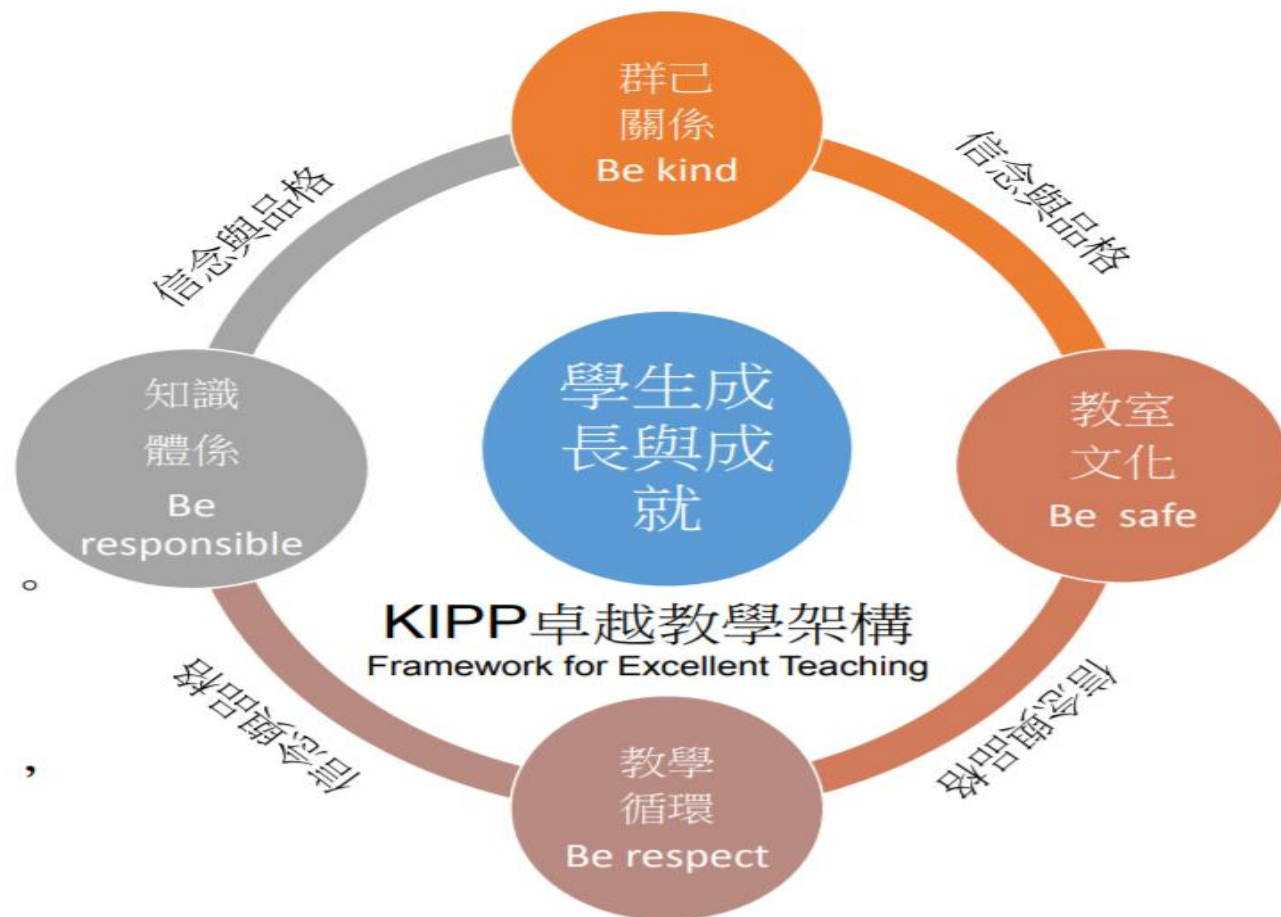 群己
關係
Be kind
信念與品格
信念與品格
知識
體係
Be
responsible
學生成
長與成
就
教室
文化
Be safe
。
KIPP卓越教學架構
Framework for Excellent Teaching
信念與品格
信念與品格
,
教學
循環
Be respect